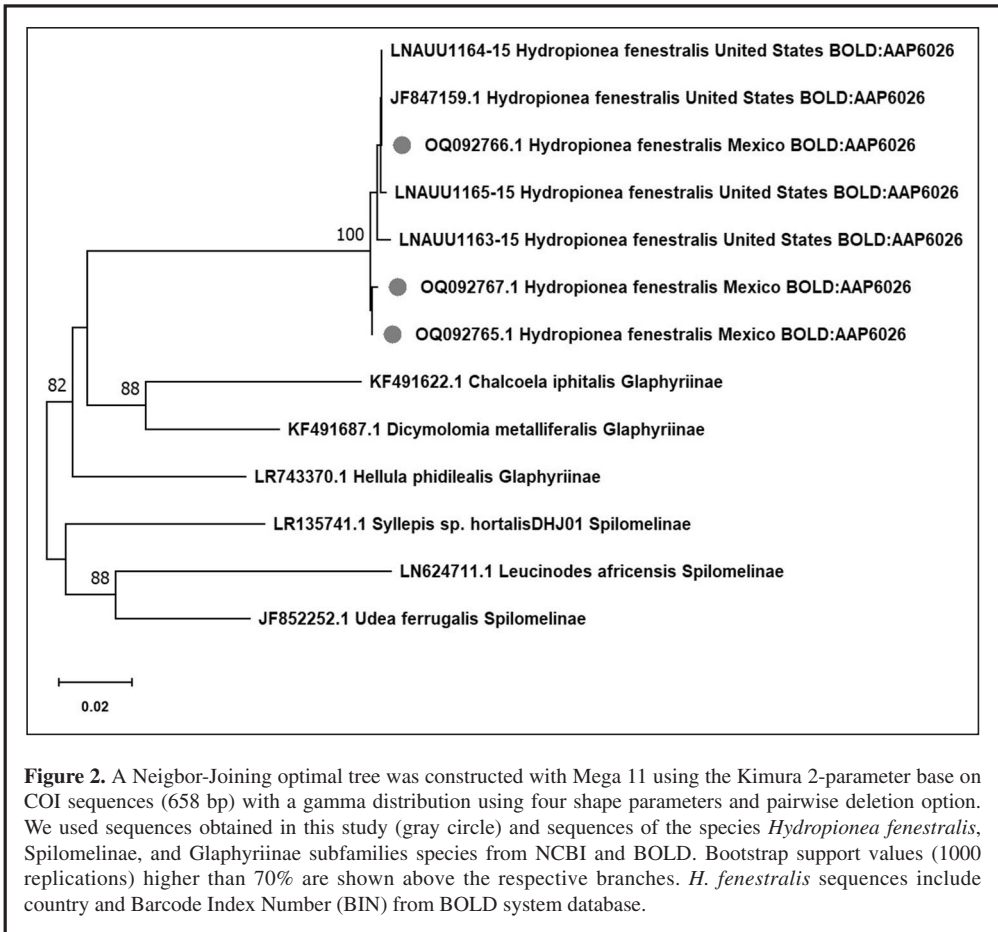 LNAUU1164-15 Hydropionea fenestralis United States BOLD:AAP6026
JF847159.1 Hydropionea fenestralis United States BOLD:AAP6026
OQ092766.1 Hydropionea fenestralis Mexico BOLD:AAP6026
LNAUU1165-15 Hydropionea fenestralis United States BOLD:AAP6026
100
LNAUU1163-15 Hydropionea fenestralis United States BOLD:AAP6026
OQ092767.1 Hydropionea fenestralis Mexico BOLD:AAP6026
OQ092765.1 Hydropionea fenestralis Mexico BOLD:AAP6026
82
88
KF491622.1 Chalcoela iphitalis Glaphyriinae
KF491687.1 Dicymolomia metalliferalis Glaphyriinae
LR743370.1 Hellula phidilealis Glaphyriinae
LR135741.1 Syllepis sp. hortalisDHJ01 Spilomelinae
88
LN624711.1 Leucinodes africensis Spilomelinae
JF852252.1 Udea ferrugalis Spilomelinae
0.02
Figure 2. A Neigbor-Joining optimal tree was constructed with Mega 11 using the Kimura 2-parameter base on
COI sequences (658 bp) with a gamma distribution using four shape parameters and pairwise deletion option.
We used sequences obtained in this study (gray circle) and sequences of the species Hydropionea fenestralis,
Spilomelinae, and Glaphyriinae subfamilies species from NCBI and BOLD. Bootstrap support values (1000
replications) higher than 70% are shown above the respective branches. H. fenestralis sequences include
country and Barcode Index Number (BIN) from BOLD system database.